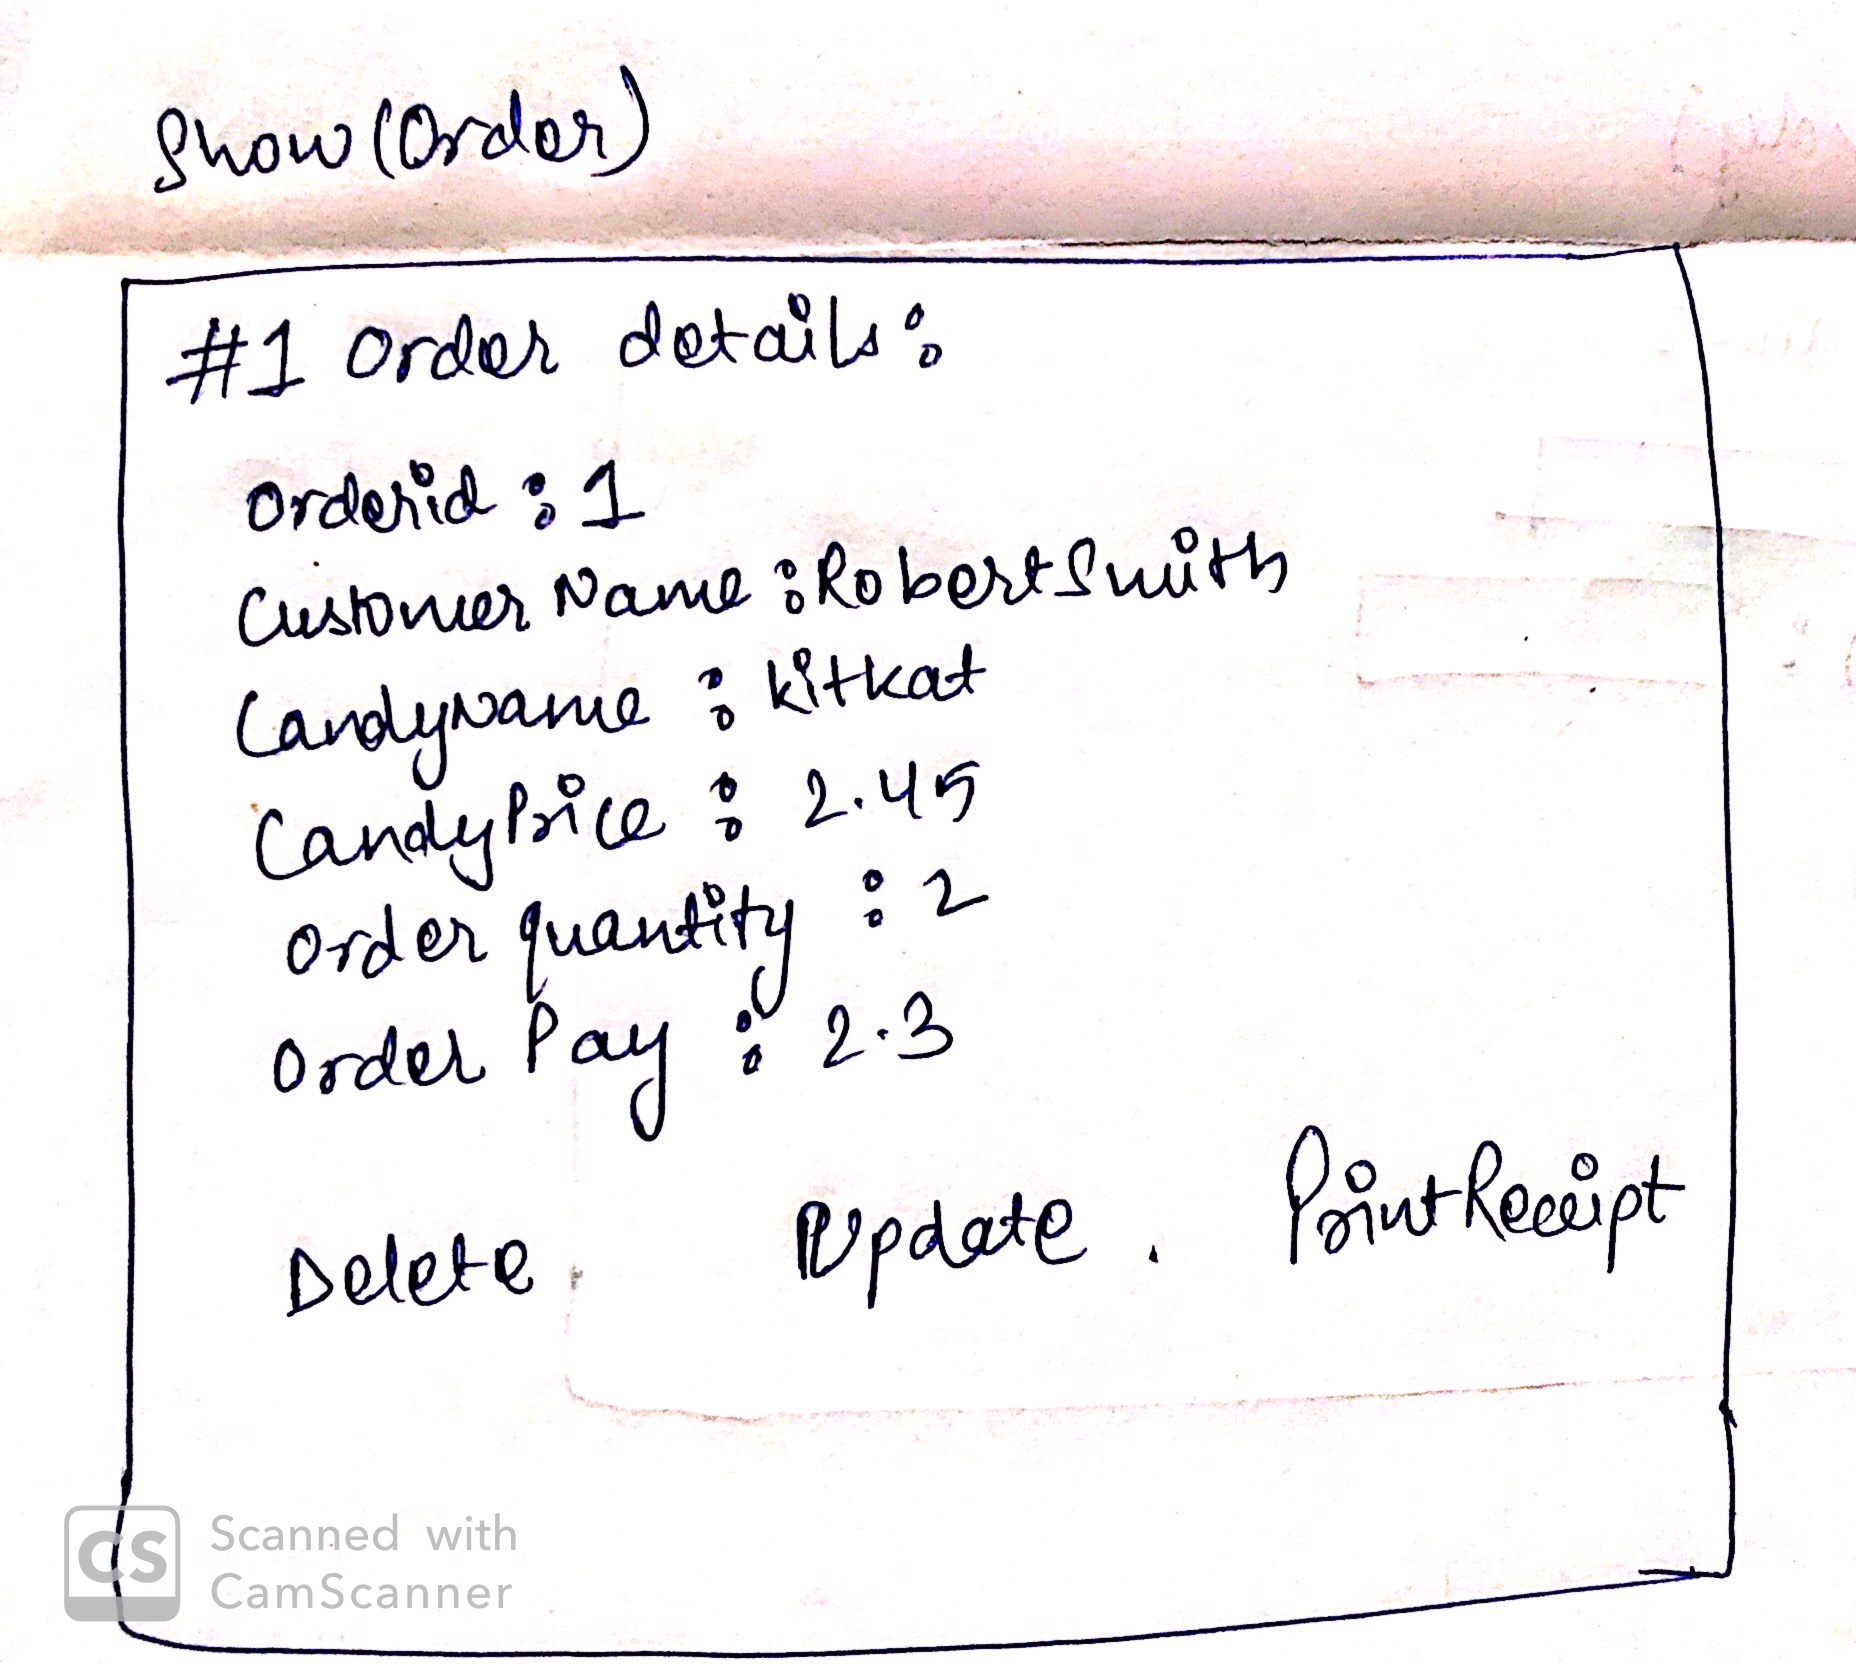 Show (Order)
#1 Order details:
Orderid : 1
Customer Name : Robert Smith
CandyName : kitkat
CandyPrice : 2.45
Order quantity : 2
Order Pay : 2.3
Delete Update . Print Receipt
CS Scanned with
CamScanner